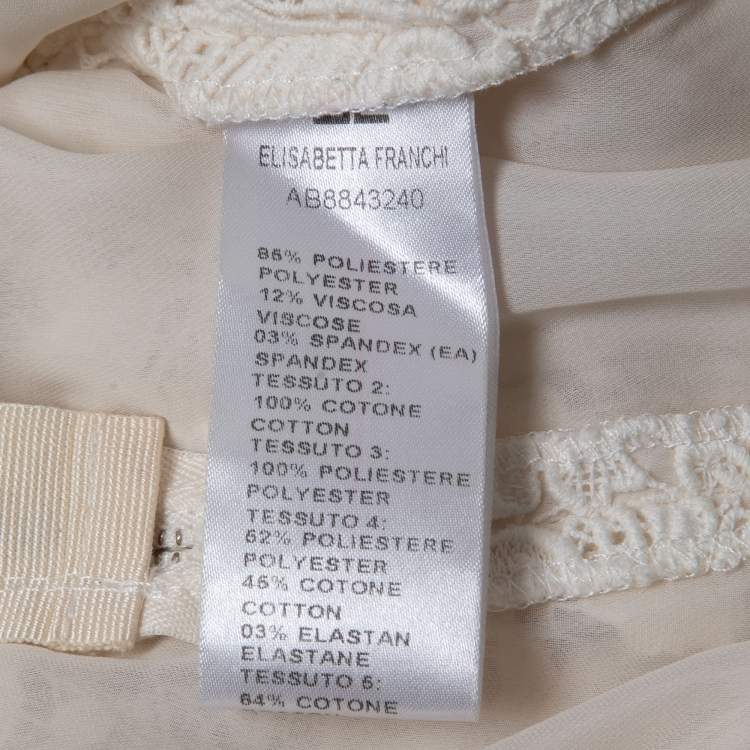 ELISABETTA FRANCHI
AB8843240
85% POLIESTERE
POLYESTER
12% VISCOSA
VISCOSE
03% SPANDEX (EA)
SPANDEX
TESSUTO 2:
100% COTONE
COTTON
TESSUTO 3:
100% POLIESTERE
POLYESTER
TESSUTO 4:
52% POLIESTERE
POLYESTER
45% COTONE
COTTON
03% ELASTAN
ELASTANE
TESSUTO 5:
64% COTONE